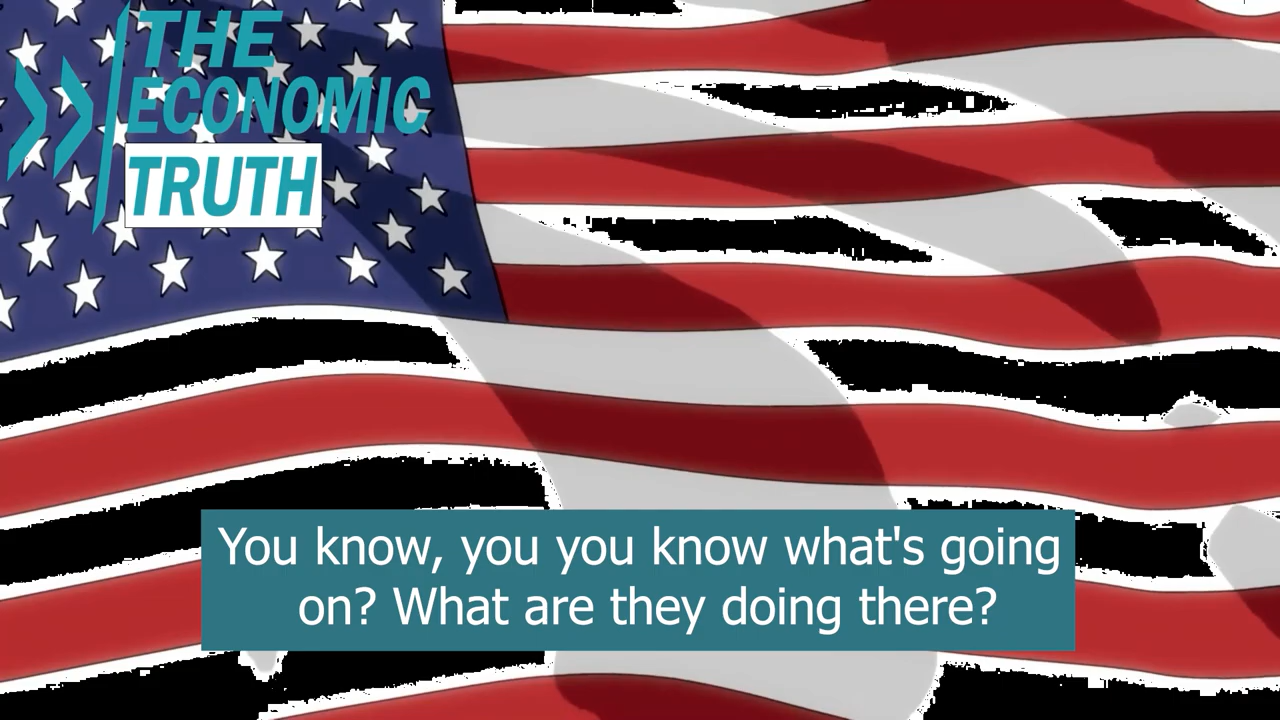 THE
ECONOMIC
TRUTH
You know, you you know what's going
on? What are they doing there?